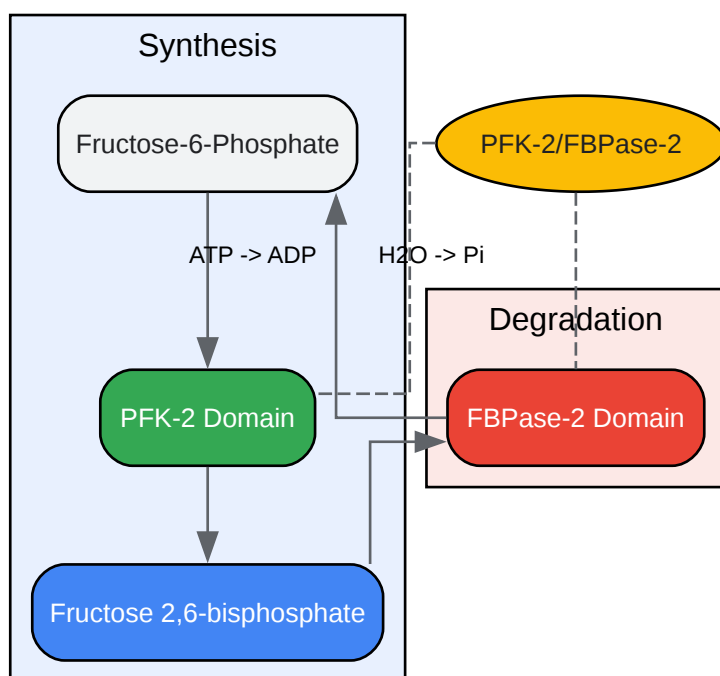 Synthesis
Fructose-6-Phosphate
PFK-2/FBPase-2
ATP -> ADP
H2O -> Pi
Degradation
PFK-2 Domain
FBPase-2 Domain
Fructose 2,6-bisphosphate